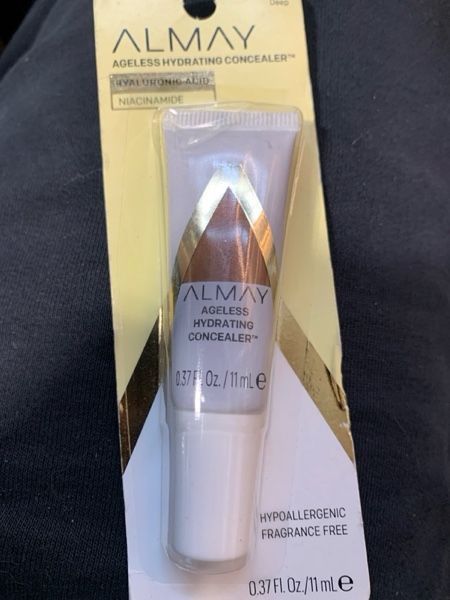 Deep
ALMAY
AGELESS HYDRATING CONCEALER™
HYALURONIC ACID
NIACINAMIDE
ALMAY
AGELESS
HYDRATING
CONCEALER™
0.37 Fl. Oz. / 11 mL e
HYPOALLERGENIC
FRAGRANCE FREE
0.37 Fl. Oz./11 mL e